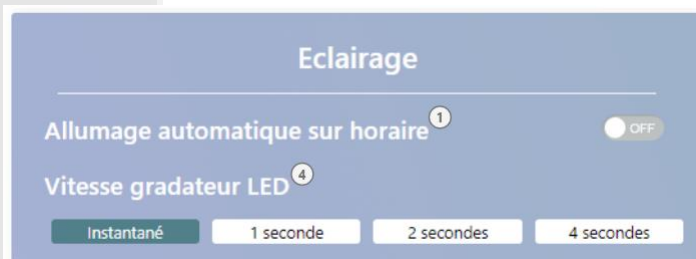 Eclairage
Allumage automatique sur horaire 1 OFF
Vitesse gradateur LED 4
Instantané 1 seconde 2 secondes 4 secondes